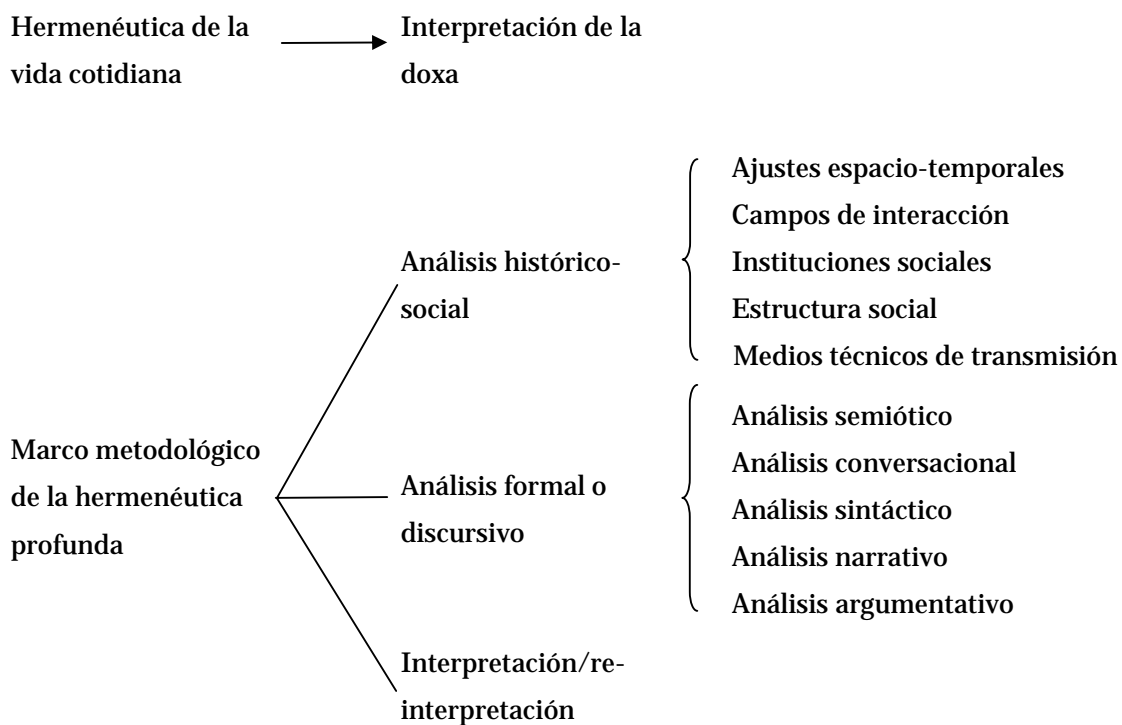 Hermenéutica de la
vida cotidiana
Interpretación de la
doxa
Marco metodológico
de la hermenéutica
profunda
Análisis histórico-
social
Ajustes espacio-temporales
Campos de interacción
Instituciones sociales
Estructura social
Medios técnicos de transmisión
Análisis formal o
discursivo
Análisis semiótico
Análisis conversacional
Análisis sintáctico
Análisis narrativo
Análisis argumentativo
Interpretación/re-
interpretación